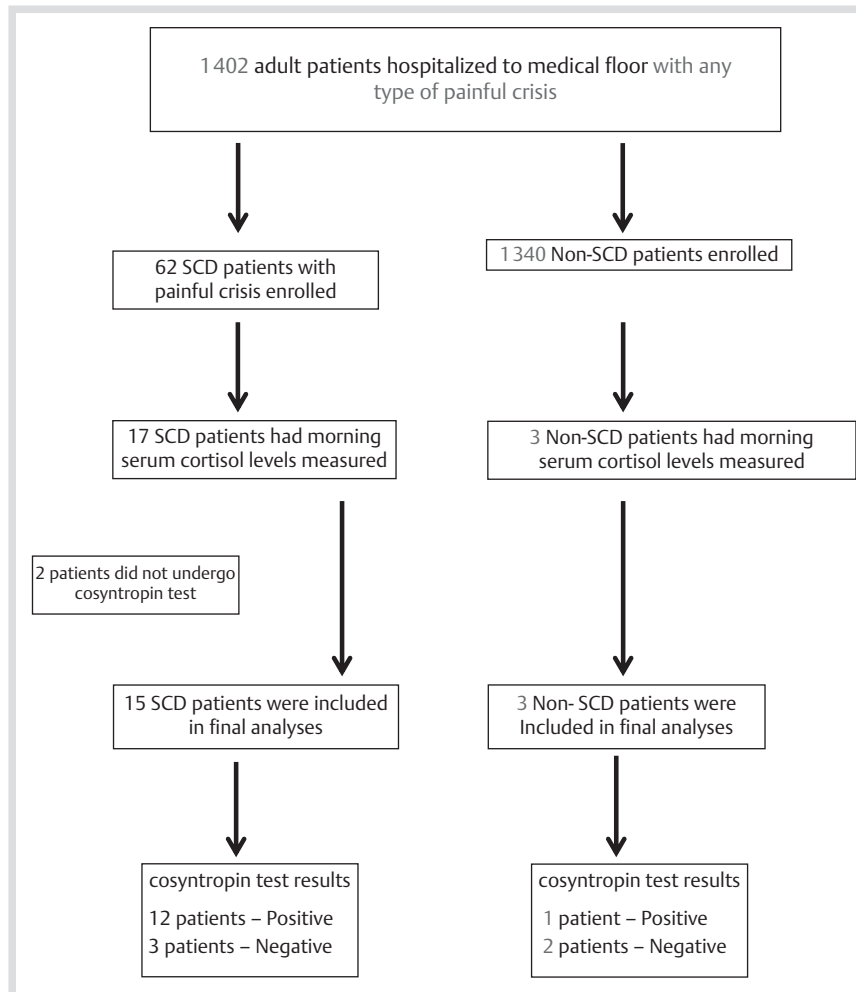 1402 adult patients hospitalized to medical floor with any
type of painful crisis
62 SCD patients with
painful crisis enrolled
1340 Non-SCD patients enrolled
17 SCD patients had morning
serum cortisol levels measured
3 Non-SCD patients had morning
serum cortisol levels measured
2 patients did not undergo
cosyntropin test
15 SCD patients were included
in final analyses
3 Non- SCD patients were
Included in final analyses
cosyntropin test results
12 patients – Positive
3 patients – Negative
cosyntropin test results
1 patient – Positive
2 patients – Negative